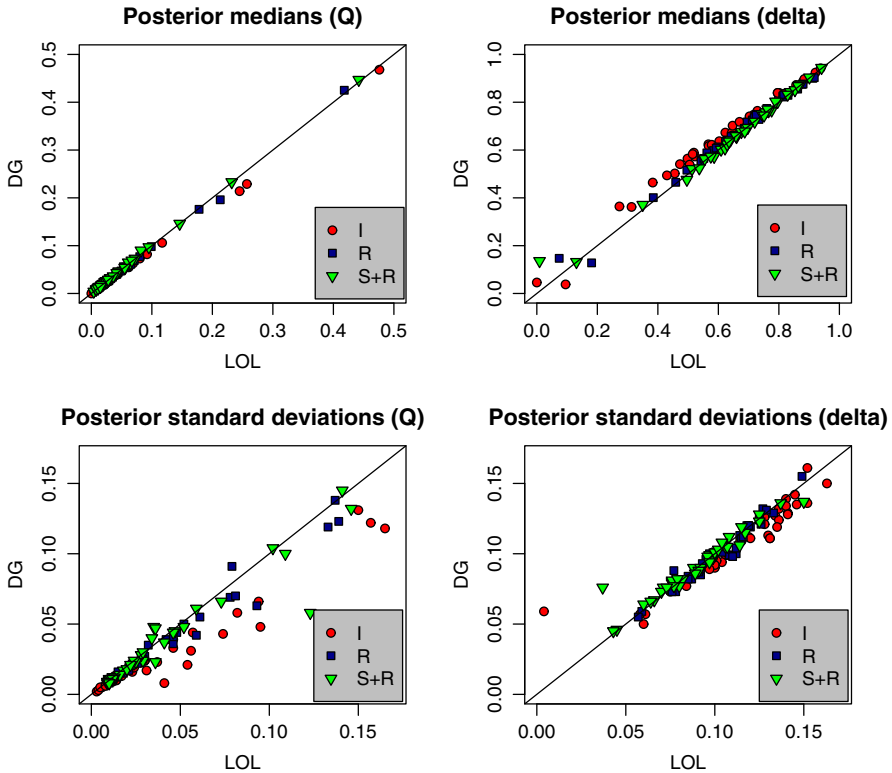 Posterior medians (Q)
DG
0.0 0.1 0.2 0.3 0.4 0.5
0.0 0.1 0.2 0.3 0.4 0.5
LOL
I
R
S+R
Posterior medians (delta)
DG
0.0 0.2 0.4 0.6 0.8 1.0
0.0 0.2 0.4 0.6 0.8 1.0
LOL
I
R
S+R
Posterior standard deviations (Q)
DG
0.00 0.05 0.10 0.15
0.00 0.05 0.10 0.15
LOL
I
R
S+R
Posterior standard deviations (delta)
DG
0.00 0.05 0.10 0.15
0.00 0.05 0.10 0.15
LOL
I
R
S+R